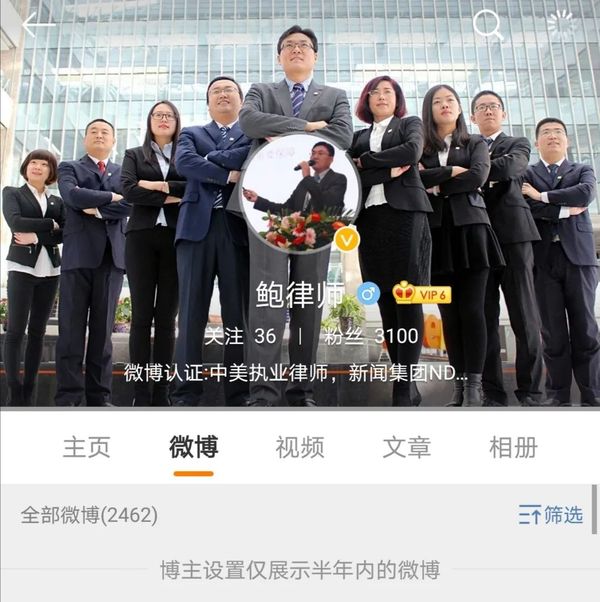 鲍律师 VIP 6
关注 36 | 粉丝 3100
微博认证:中美执业律师，新闻集团ND...
主页 微博 视频 文章 相册
全部微博(2462) 筛选
博主设置仅展示半年内的微博